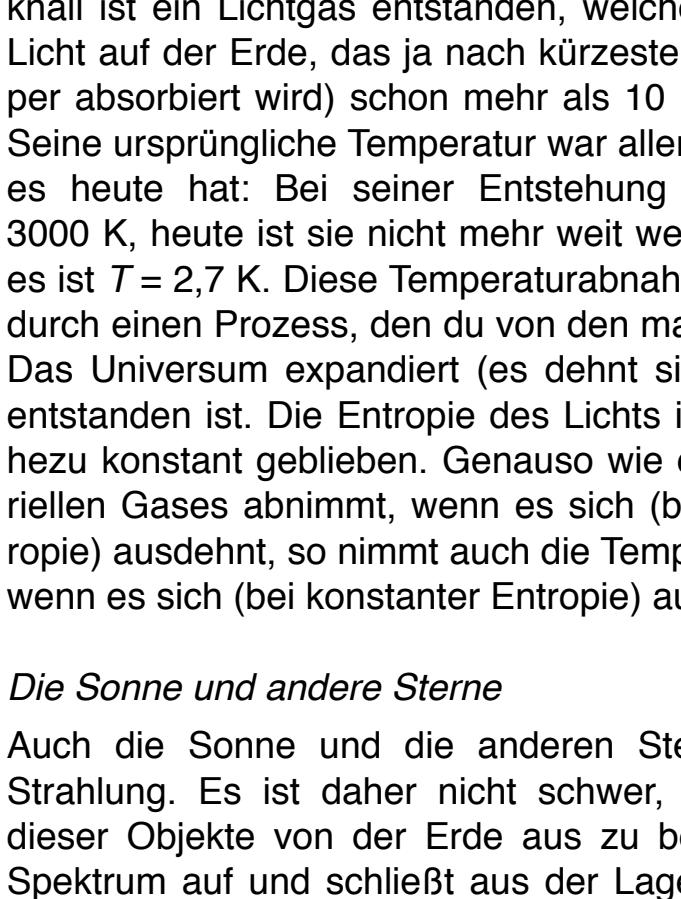 knall ist ein Lichtgas entstanden, welche
Licht auf der Erde, das ja nach kürzeste
per absorbiert wird) schon mehr als 10
Seine ursprüngliche Temperatur war aller
es heute hat: Bei seiner Entstehung
3000 K, heute ist sie nicht mehr weit we
es ist T = 2,7 K. Diese Temperaturabnah
durch einen Prozess, den du von den ma
Das Universum expandiert (es dehnt si
entstanden ist. Die Entropie des Lichts i
hezu konstant geblieben. Genauso wie
riellen Gases abnimmt, wenn es sich (b
ropie) ausdehnt, so nimmt auch die Temp
wenn es sich (bei konstanter Entropie) au
Die Sonne und andere Sterne
Auch die Sonne und die anderen Ste
Strahlung. Es ist daher nicht schwer,
dieser Objekte von der Erde aus zu be
Spektrum auf und schließt aus der Lage